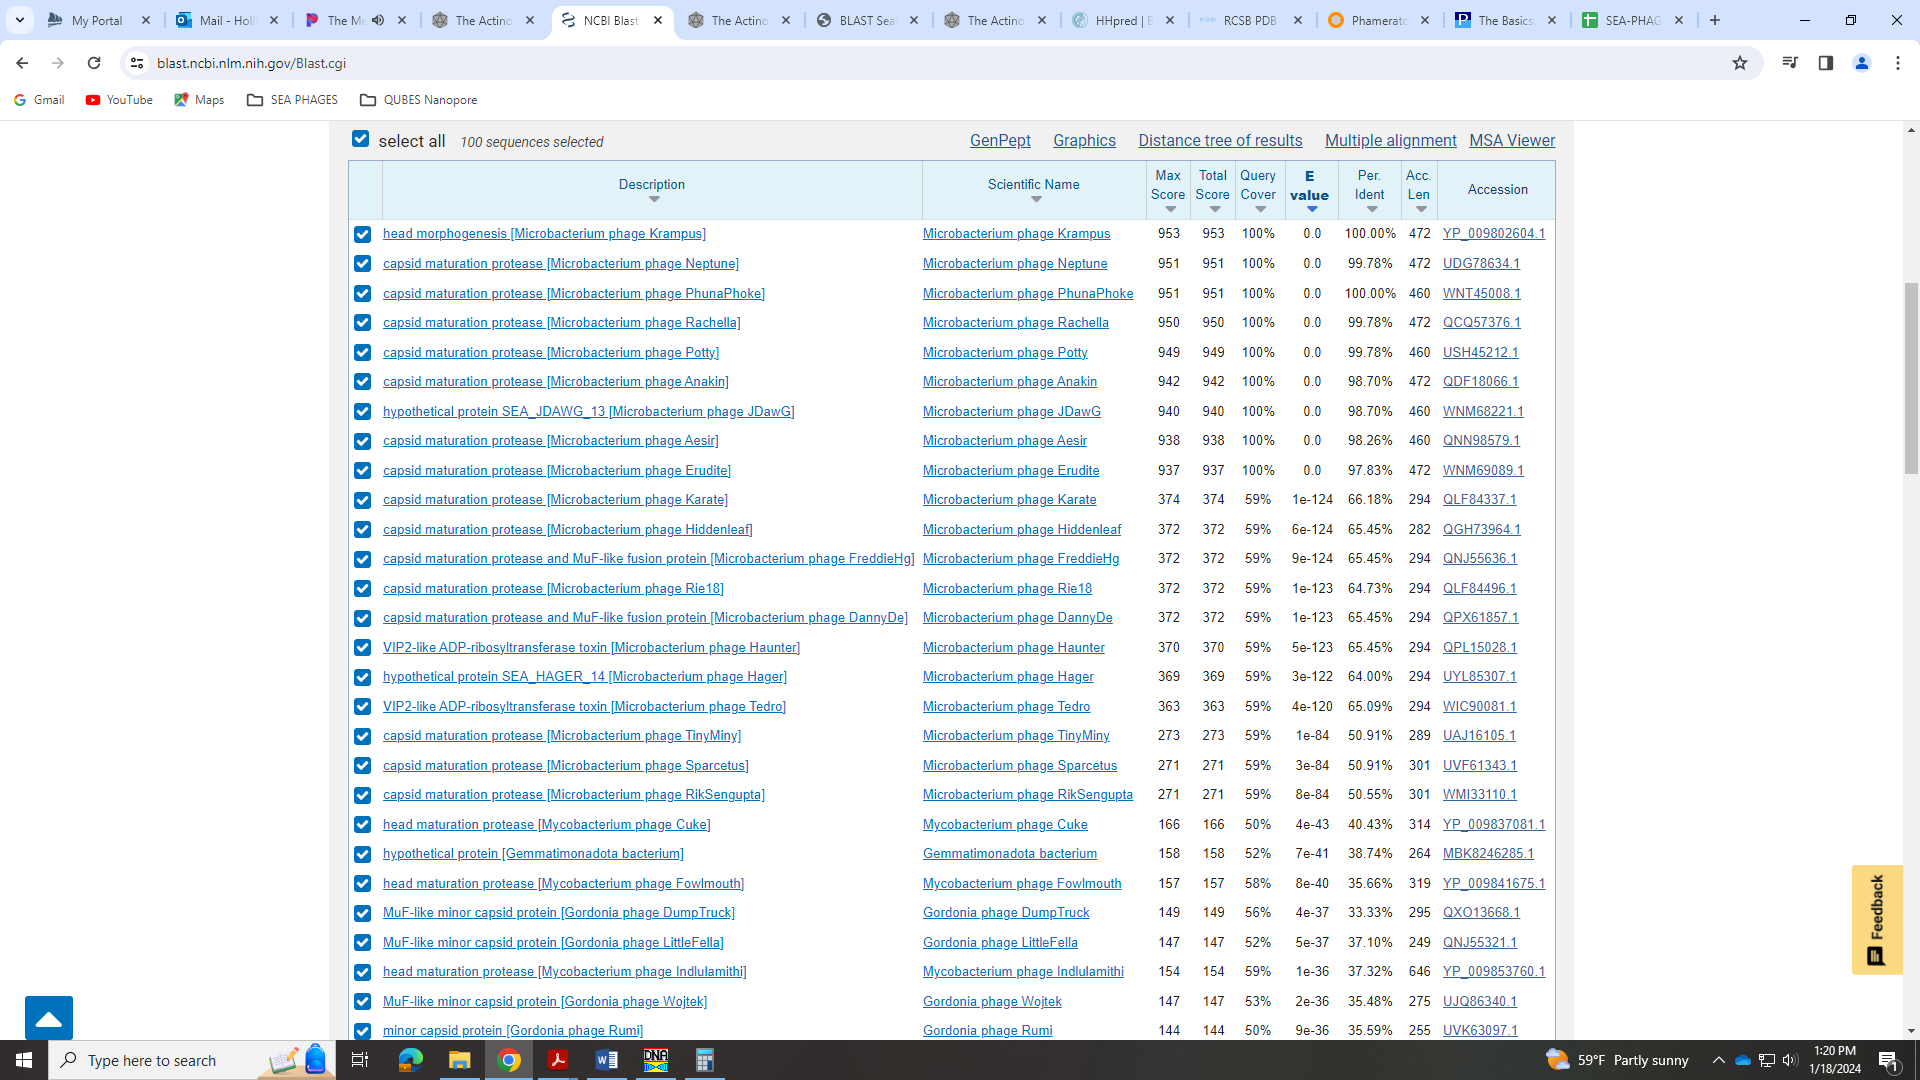 My Portal
Mail - Holl
The Me
The Actino
NCBI Blast
The Actino
BLAST Sea
The Actino
HHpred | B
RCSB PDB
Phamerato
The Basics
SEA-PHAG
blast.ncbi.nlm.nih.gov/Blast.cgi
Gmail YouTube Maps SEA PHAGES QUBES Nanopore
select all 100 sequences selected GenPept Graphics Distance tree of results Multiple alignment MSA Viewer
Description Scientific Name Max Score Total Score Query Cover E value Per. Ident Acc. Len Accession
head morphogenesis [Microbacterium phage Krampus] Microbacterium phage Krampus 953 953 100% 0.0 100.00% 472 YP_009802604.1
capsid maturation protease [Microbacterium phage Neptune] Microbacterium phage Neptune 951 951 100% 0.0 99.78% 472 UDG78634.1
capsid maturation protease [Microbacterium phage PhunaPhoke] Microbacterium phage PhunaPhoke 951 951 100% 0.0 100.00% 460 WNT45008.1
capsid maturation protease [Microbacterium phage Rachella] Microbacterium phage Rachella 950 950 100% 0.0 99.78% 472 QCQ57376.1
capsid maturation protease [Microbacterium phage Potty] Microbacterium phage Potty 949 949 100% 0.0 99.78% 460 USH45212.1
capsid maturation protease [Microbacterium phage Anakin] Microbacterium phage Anakin 942 942 100% 0.0 98.70% 472 QDF18066.1
hypothetical protein SEA_JDAWG_13 [Microbacterium phage JDawG] Microbacterium phage JDawG 940 940 100% 0.0 98.70% 460 WNM68221.1
capsid maturation protease [Microbacterium phage Aesir] Microbacterium phage Aesir 938 938 100% 0.0 98.26% 460 QNN98579.1
capsid maturation protease [Microbacterium phage Erudite] Microbacterium phage Erudite 937 937 100% 0.0 97.83% 472 WNM69089.1
capsid maturation protease [Microbacterium phage Karate] Microbacterium phage Karate 374 374 59% 1e-124 66.18% 294 QLF84337.1
capsid maturation protease [Microbacterium phage Hiddenleaf] Microbacterium phage Hiddenleaf 372 372 59% 6e-124 65.45% 282 QGH73964.1
capsid maturation protease and MuF-like fusion protein [Microbacterium phage FreddieHg] Microbacterium phage FreddieHg 372 372 59% 9e-124 65.45% 294 QNJ55636.1
capsid maturation protease [Microbacterium phage Rie18] Microbacterium phage Rie18 372 372 59% 1e-123 64.73% 294 QLF84496.1
capsid maturation protease and MuF-like fusion protein [Microbacterium phage DannyDe] Microbacterium phage DannyDe 372 372 59% 1e-123 65.45% 294 QPX61857.1
VIP2-like ADP-ribosyltransferase toxin [Microbacterium phage Haunter] Microbacterium phage Haunter 370 370 59% 5e-123 65.45% 294 QPL15028.1
hypothetical protein SEA_HAGER_14 [Microbacterium phage Hager] Microbacterium phage Hager 369 369 59% 3e-122 64.00% 294 UYL85307.1
VIP2-like ADP-ribosyltransferase toxin [Microbacterium phage Tedro] Microbacterium phage Tedro 363 363 59% 4e-120 65.09% 294 WIC90081.1
capsid maturation protease [Microbacterium phage TinyMiny] Microbacterium phage TinyMiny 273 273 59% 1e-84 50.91% 289 UAJ16105.1
capsid maturation protease [Microbacterium phage Sparcetus] Microbacterium phage Sparcetus 271 271 59% 3e-84 50.91% 301 UVF61343.1
capsid maturation protease [Microbacterium phage RikSengupta] Microbacterium phage RikSengupta 271 271 59% 8e-84 50.55% 301 WMI33110.1
head maturation protease [Mycobacterium phage Cuke] Mycobacterium phage Cuke 166 166 50% 4e-43 40.43% 314 YP_009837081.1
hypothetical protein [Gemmatimonadota bacterium] Gemmatimonadota bacterium 158 158 52% 7e-41 38.74% 264 MBK8246285.1
head maturation protease [Mycobacterium phage Fowlmouth] Mycobacterium phage Fowlmouth 157 157 58% 8e-40 35.66% 319 YP_009841675.1
MuF-like minor capsid protein [Gordonia phage DumpTruck] Gordonia phage DumpTruck 149 149 56% 4e-37 33.33% 295 QXO13668.1
MuF-like minor capsid protein [Gordonia phage LittleFella] Gordonia phage LittleFella 147 147 52% 5e-37 37.10% 249 QNJ55321.1
head maturation protease [Mycobacterium phage Indlulamithi] Mycobacterium phage Indlulamithi 154 154 59% 1e-36 37.32% 646 YP_009853760.1
MuF-like minor capsid protein [Gordonia phage Wojtek] Gordonia phage Wojtek 147 147 53% 2e-36 35.48% 275 UJQ86340.1
minor capsid protein [Gordonia phage Rumi] Gordonia phage Rumi 144 144 50% 9e-36 35.59% 255 UVK63097.1
Feedback
Type here to search
DNA
59°F Partly sunny
1:20 PM
1/18/2024
1